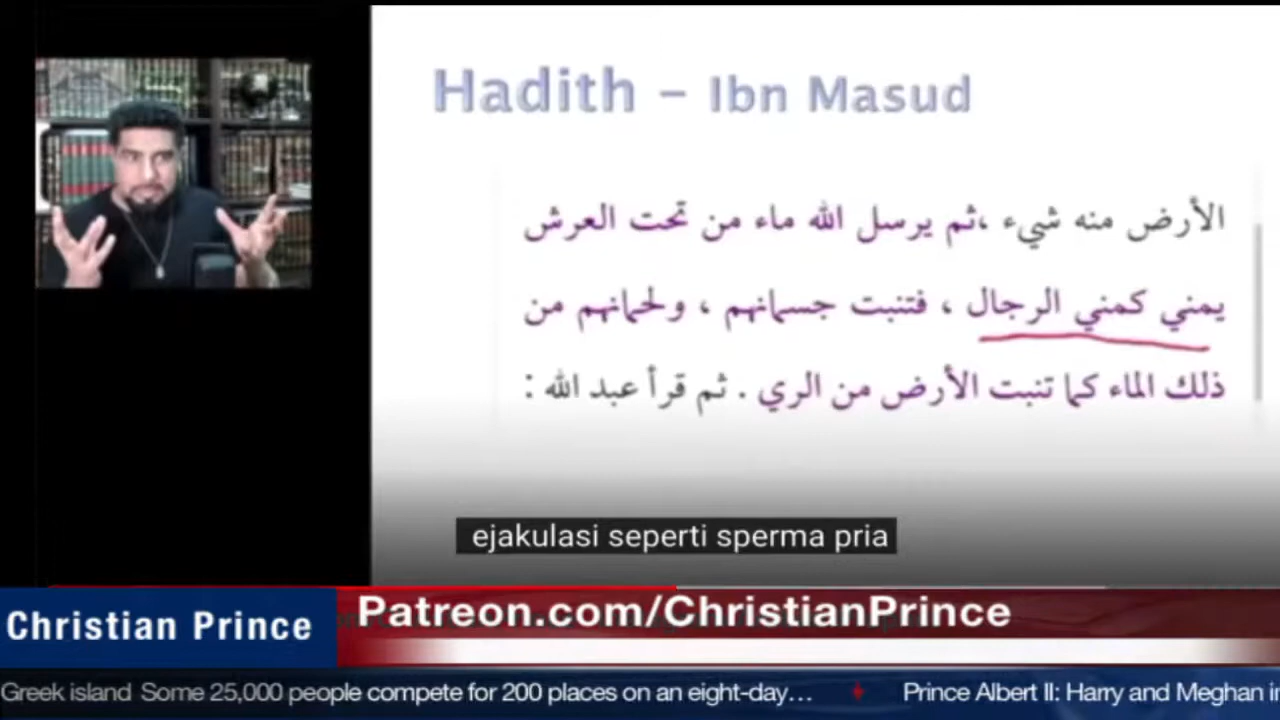 Hadith – Ibn Masud
الأرض منه شيء ،ثم يرسل الله ماء من تحت العرش
يمني كمني الرجال ، فتنبت جسمانهم ، ولحمانهم من
ذلك الماء كما تنبت الأرض من الري . ثم قرأ عبد الله :
ejakulasi seperti sperma pria
Christian Prince
Patreon.com/ChristianPrince
Greek island Some 25,000 people compete for 200 places on an eight-day… Prince Albert II: Harry and Meghan